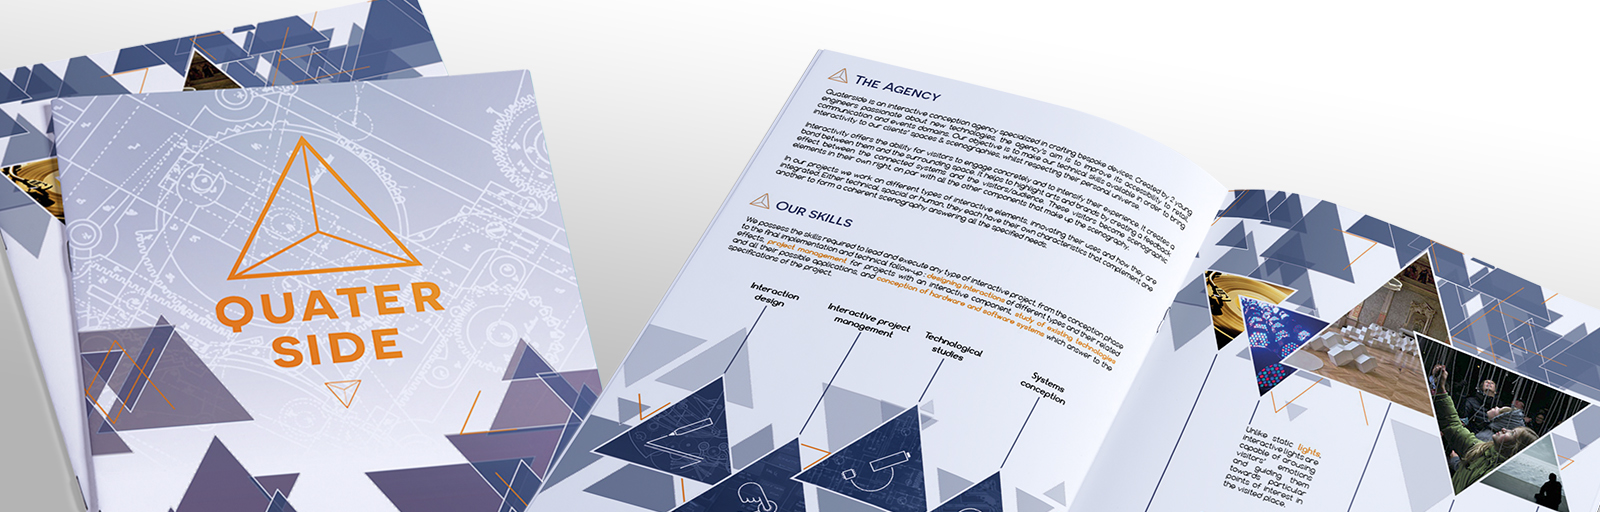 QUATER
SIDE
THE AGENCY
Quaterside is an interactive conception agency specialized in crafting bespoke devices. Created by 2 young
engineers passionate about new technologies, the agency's aim is to improve its accessibility to retail,
communication and events domains. Our objective is to make our technical skills available in order to bring
interactivity to our clients' spaces & scenographies, whilst respecting their personal universe.
Interactivity offers the ability for visitors to engage concretely and to intensify their experience. It creates a
bond between them and the surrounding space. It helps to highlight arts and brands by creating a feedback
effect between the connected systems and the visitors/audience. These visitors become scenographic
elements in their own right, on par with all the other components that make up the scenography.
In our projects we work on different types of interactive elements, innovating their uses and how they are
integrated. Either technical, spacial or human, they each have their own characteristics that complement one
another to form a coherent scenography answering all the specified needs.
OUR SKILLS
We possess the skills required to lead and execute any type of interactive project, from the conception phase
to the final implementation and technical follow-up : designing interactions of different types and their related
effects, project management for projects with an interactive component, study of existing technologies
and all their possible applications, and conception of hardware and software systems which answer to the
specifications of the project.
Interaction
design
Interactive project
management
Technological
studies
Systems
conception
Unlike static lights,
interactive lights are
capable of arousing
visitors' emotions
and guiding them
towards particular
points of interest in
the visited place.